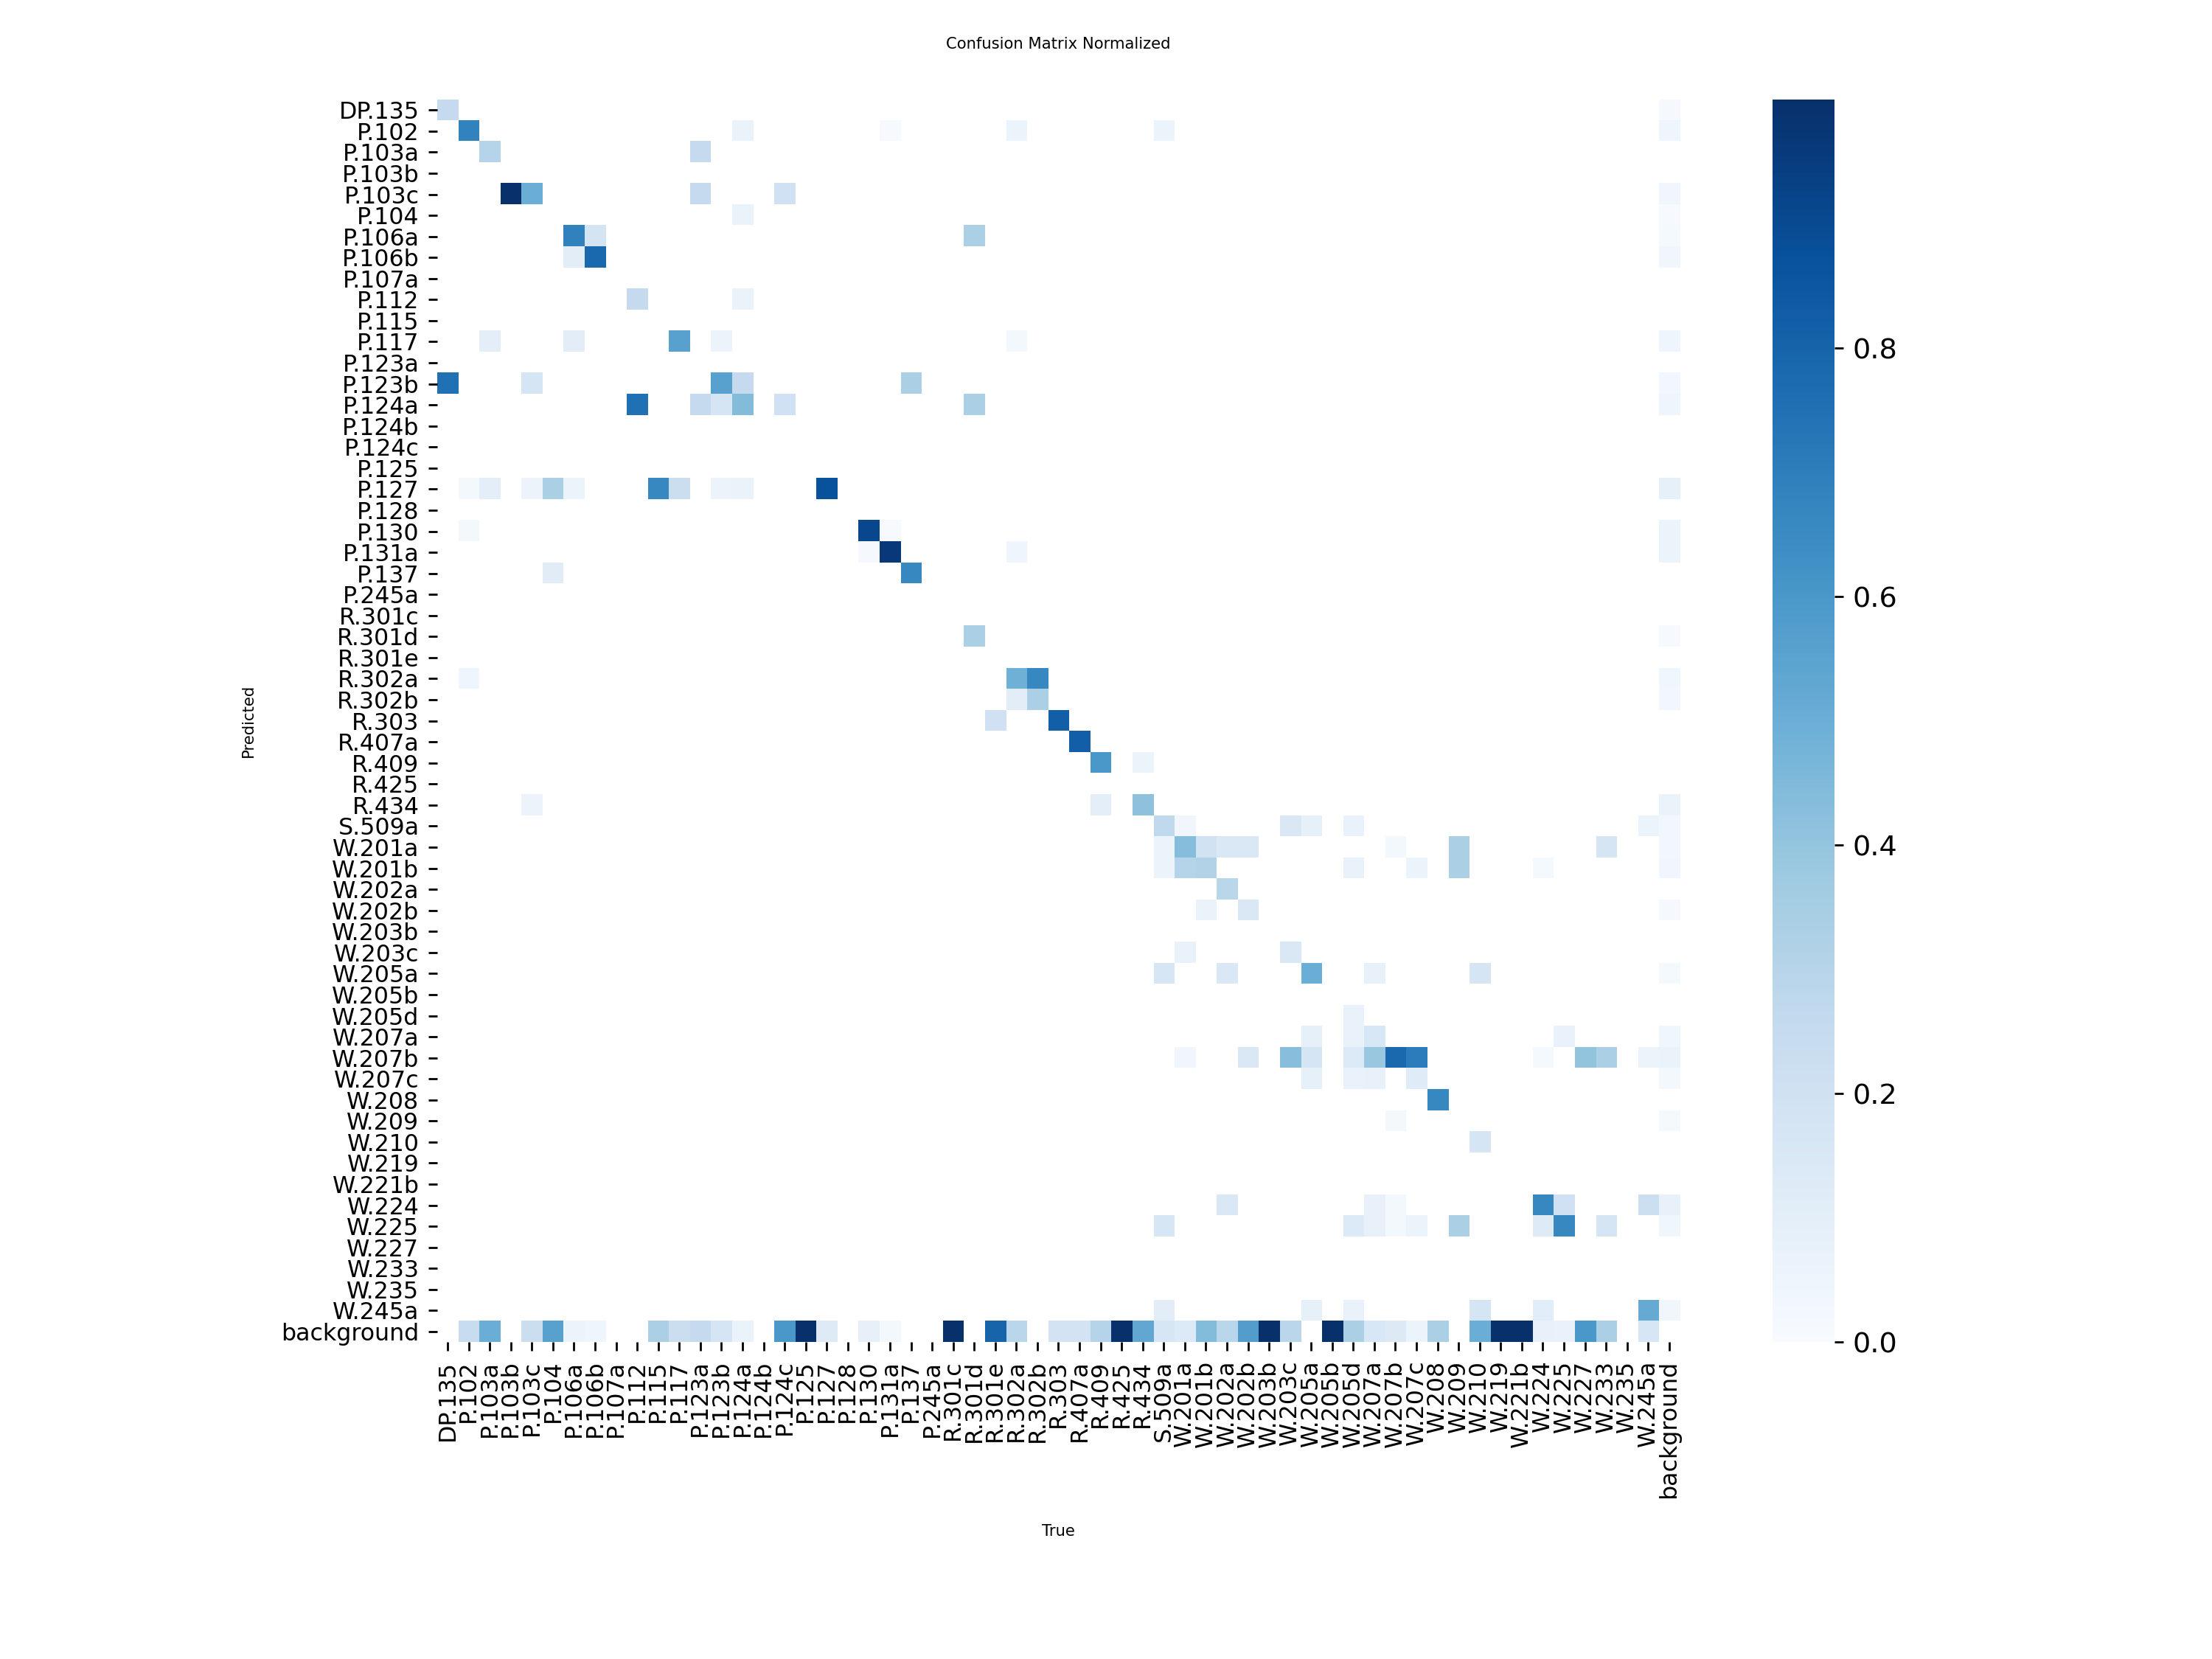 Confusion Matrix Normalized
DP.135
P.102
P.103a
P.103b
P.103c
P.104
P.106a
P.106b
P.107a
P.112
P.115
P.117
P.123a
P.123b
P.124a
P.124b
P.124c
P.125
P.127
P.128
P.130
P.131a
P.137
P.245a
R.301c
R.301d
R.301e
R.302a
R.302b
R.303
R.407a
R.409
R.425
R.434
S.509a
W.201a
W.201b
W.202a
W.202b
W.203b
W.203c
W.205a
W.205b
W.205d
W.207a
W.207b
W.207c
W.208
W.209
W.210
W.219
W.221b
W.224
W.225
W.227
W.233
W.235
W.245a
background
Predicted
DP.135
P.102
P.103a
P.103b
P.103c
P.104
P.106a
P.106b
P.107a
P.112
P.115
P.117
P.123a
P.123b
P.124a
P.124b
P.124c
P.125
P.127
P.128
P.130
P.131a
P.137
P.245a
R.301c
R.301d
R.301e
R.302a
R.302b
R.303
R.407a
R.409
R.425
R.434
S.509a
W.201a
W.201b
W.202a
W.202b
W.203b
W.203c
W.205a
W.205b
W.205d
W.207a
W.207b
W.207c
W.208
W.209
W.210
W.219
W.221b
W.224
W.225
W.227
W.233
W.235
W.245a
background
True
0.8
0.6
0.4
0.2
0.0